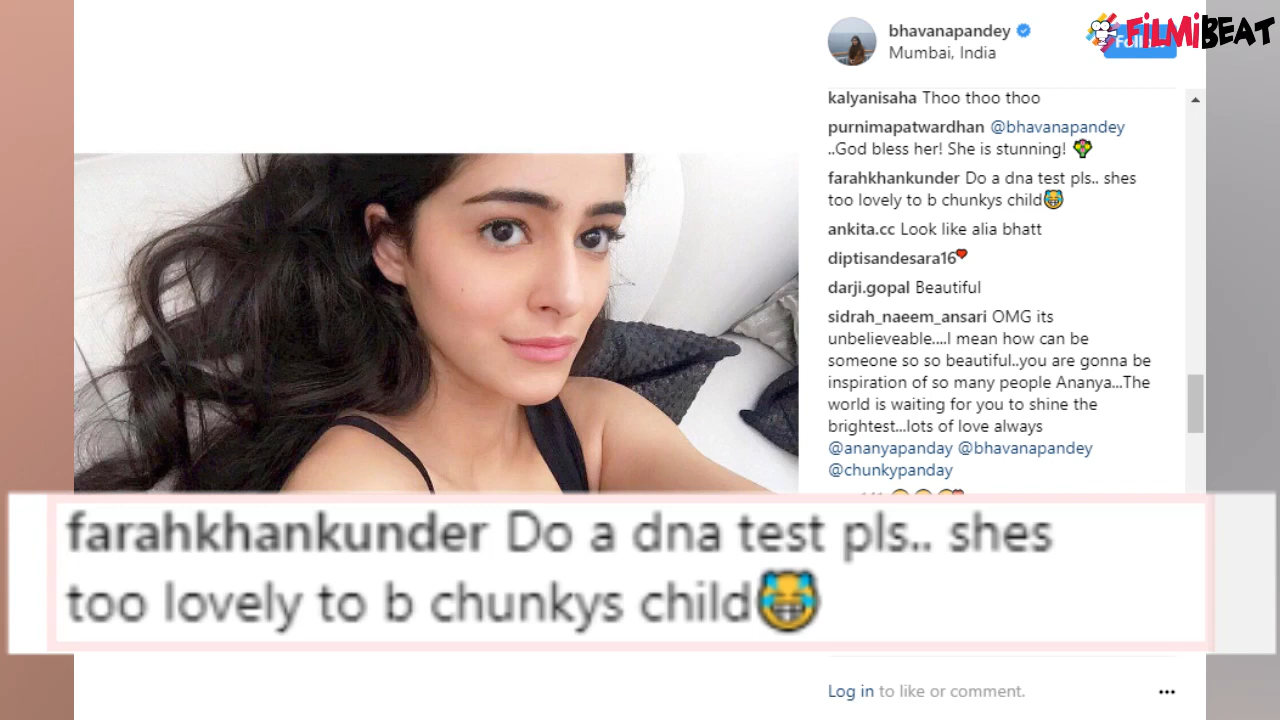 bhavanapandey
Mumbai, India
FiLMiBEAT
kalyanisaha Thoo thoo thoo
purnimapatwardhan @bhavanapandey
..God bless her! She is stunning!
farahkhankunder Do a dna test pls.. shes
too lovely to b chunkys child
ankita.cc Look like alia bhatt
diptisandesara16
darji.gopal Beautiful
sidrah_naeem_ansari OMG its
unbelieveable....I mean how can be
someone so so beautiful..you are gonna be
inspiration of so many people Ananya...The
world is waiting for you to shine the
brightest...lots of love always
@ananyapanday @bhavanapandey
@chunkypanday
farahkhankunder Do a dna test pls.. shes
too lovely to b chunkys child
Log in to like or comment.